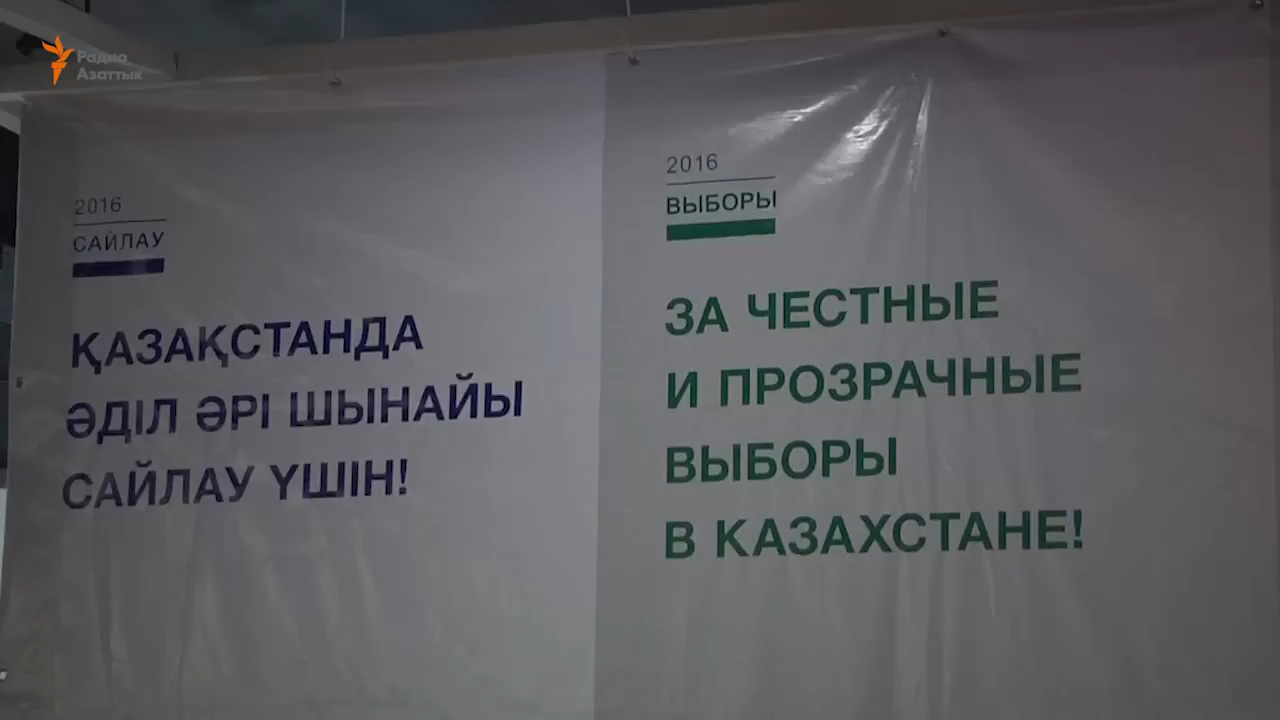 Радио
Азаттык
2016
САЙЛАУ
ҚАЗАҚСТАНДА
ӘДІЛ ӘРІ ШЫНАЙЫ
САЙЛАУ ҮШІН!
2016
ВЫБОРЫ
ЗА ЧЕСТНЫЕ
И ПРОЗРАЧНЫЕ
ВЫБОРЫ
В КАЗАХСТАНЕ!